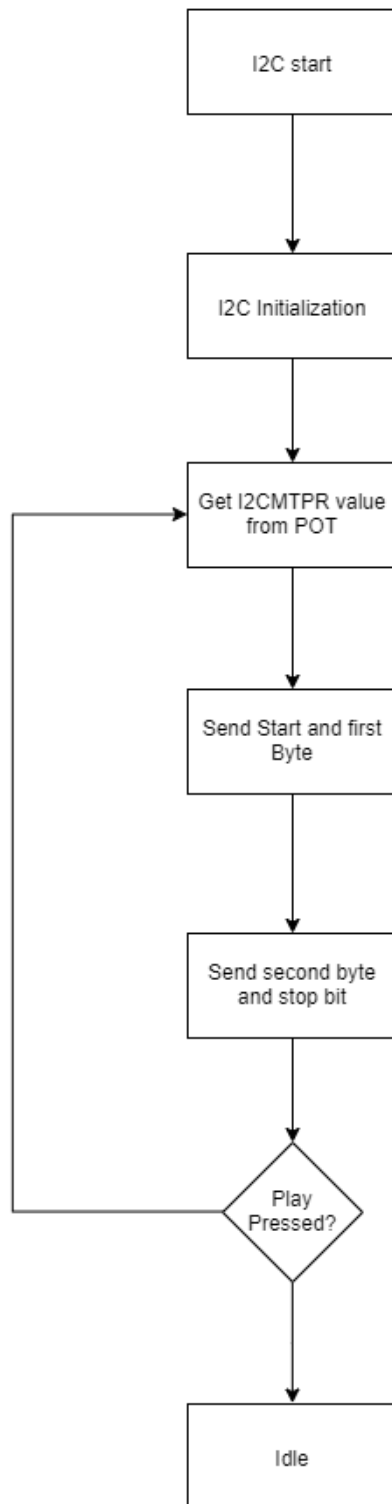 I2C start
I2C Initialization
Get I2CMTPR value
from POT
Send Start and first
Byte
Send second byte
and stop bit
Play
Pressed?
Idle